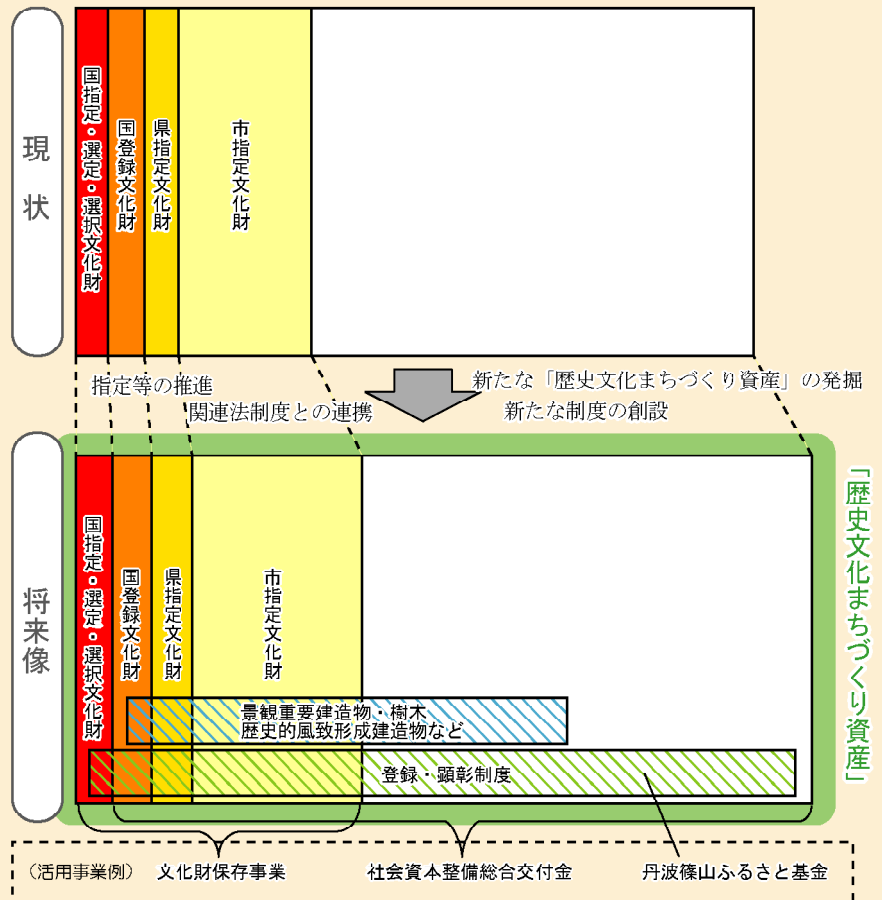 現状
国指定・選定・選択文化財
国登録文化財
県指定文化財
市指定文化財
指定等の推進
関連法制度との連携
新たな「歴史文化まちづくり資産」の発掘
新たな制度の創設
将来像
国指定・選定・選択文化財
国登録文化財
県指定文化財
市指定文化財
景観重要建造物・樹木
歴史的風致形成建造物など
登録・顕彰制度
「歴史文化まちづくり資産」
（活用事業例）
文化財保存事業
社会資本整備総合交付金
丹波篠山ふるさと基金